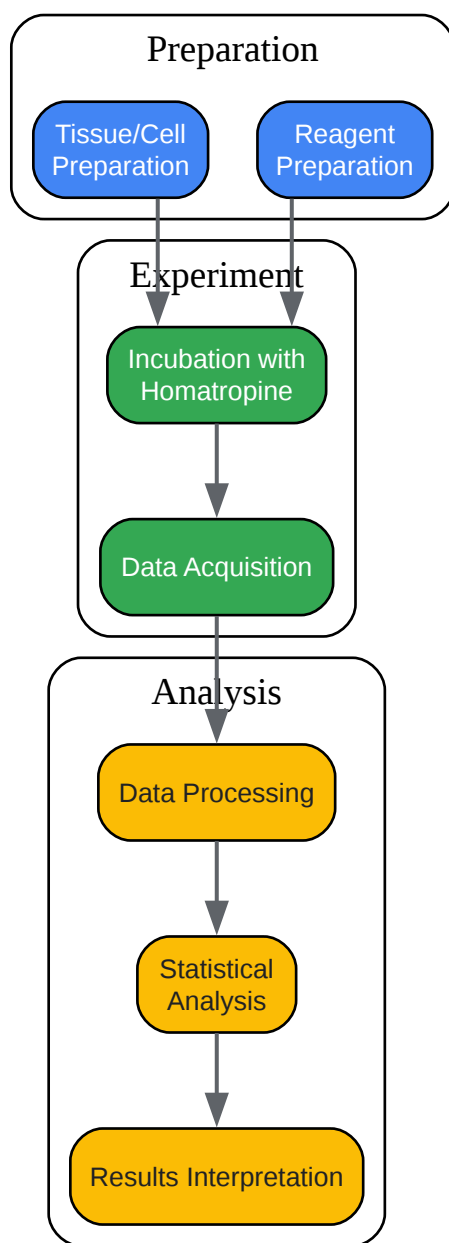 Preparation
Tissue/Cell
Preparation
Reagent
Preparation
Experiment
Incubation with
Homatropine
Data Acquisition
Analysis
Data Processing
Statistical
Analysis
Results Interpretation